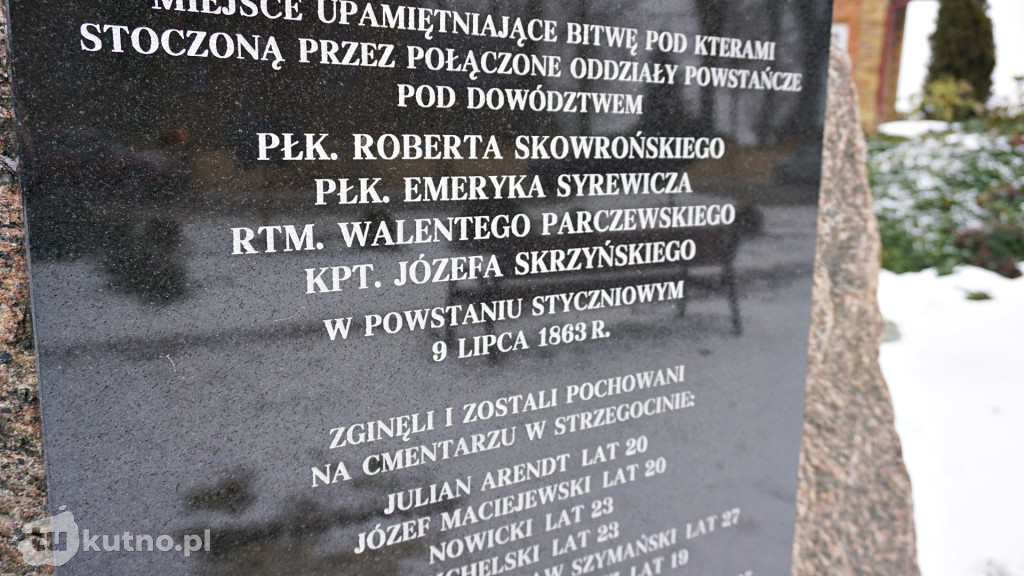 MIEJSCE UPAMIĘTNIAJĄCE BITWĘ POD KTERAMI
STOCZONĄ PRZEZ POŁĄCZONE ODDZIAŁY POWSTAŃCZE
POD DOWÓDZTWEM
PŁK. ROBERTA SKOWROŃSKIEGO
PŁK. EMERYKA SYREWICZA
RTM. WALENTEGO PARCZEWSKIEGO
KPT. JÓZEFA SKRZYŃSKIEGO
W POWSTANIU STYCZNIOWYM
9 LIPCA 1863 R.
ZGINĘLI I ZOSTALI POCHOWANI
NA CMENTARZU W STRZEGOCINIE:
JULIAN ARENDT LAT 20
JÓZEF MACIEJEWSKI LAT 20
NOWICKI LAT 23
LAT 23
SZYMAŃSKI LAT 27
LAT 19
kutno.pl